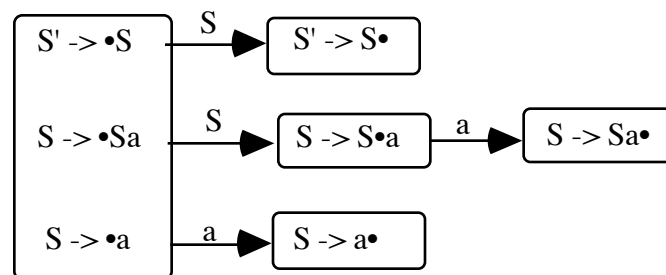 S' -> •S S S' -> S•
S -> •Sa S S -> S•a a S -> Sa•
S -> •a a S -> a•